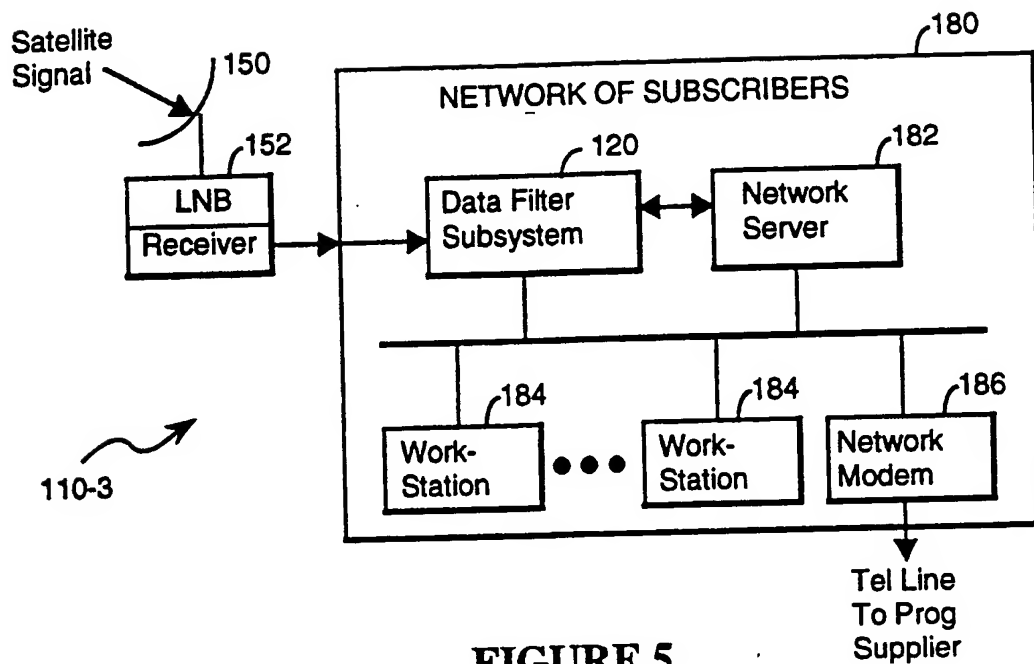 Satellite
Signal
150
180
NETWORK OF SUBSCRIBERS
152
LNB
Receiver
120
Data Filter
Subsystem
182
Network
Server
184
Work-
Station
184
Work-
Station
186
Network
Modem
110-3
Tel Line
To Prog
Supplier
FIGURE 5